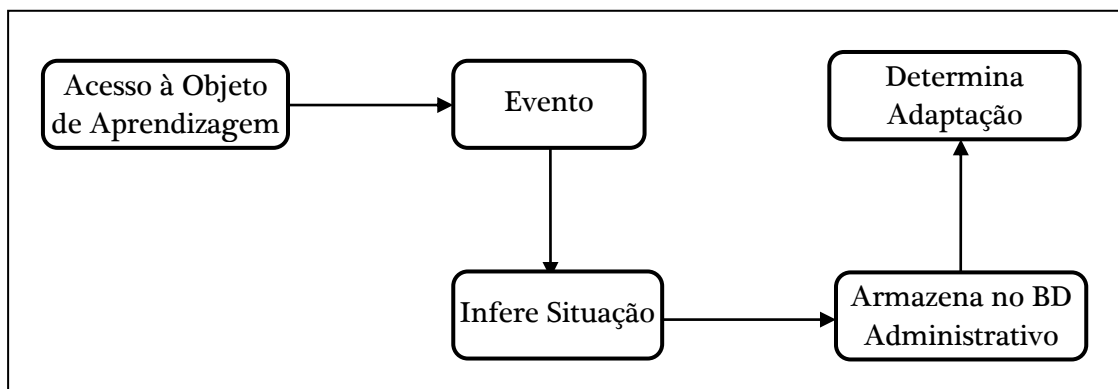 Acesso à Objeto
de Aprendizagem
Evento
Determina
Adaptação
Infere Situação
Armazena no BD
Administrativo